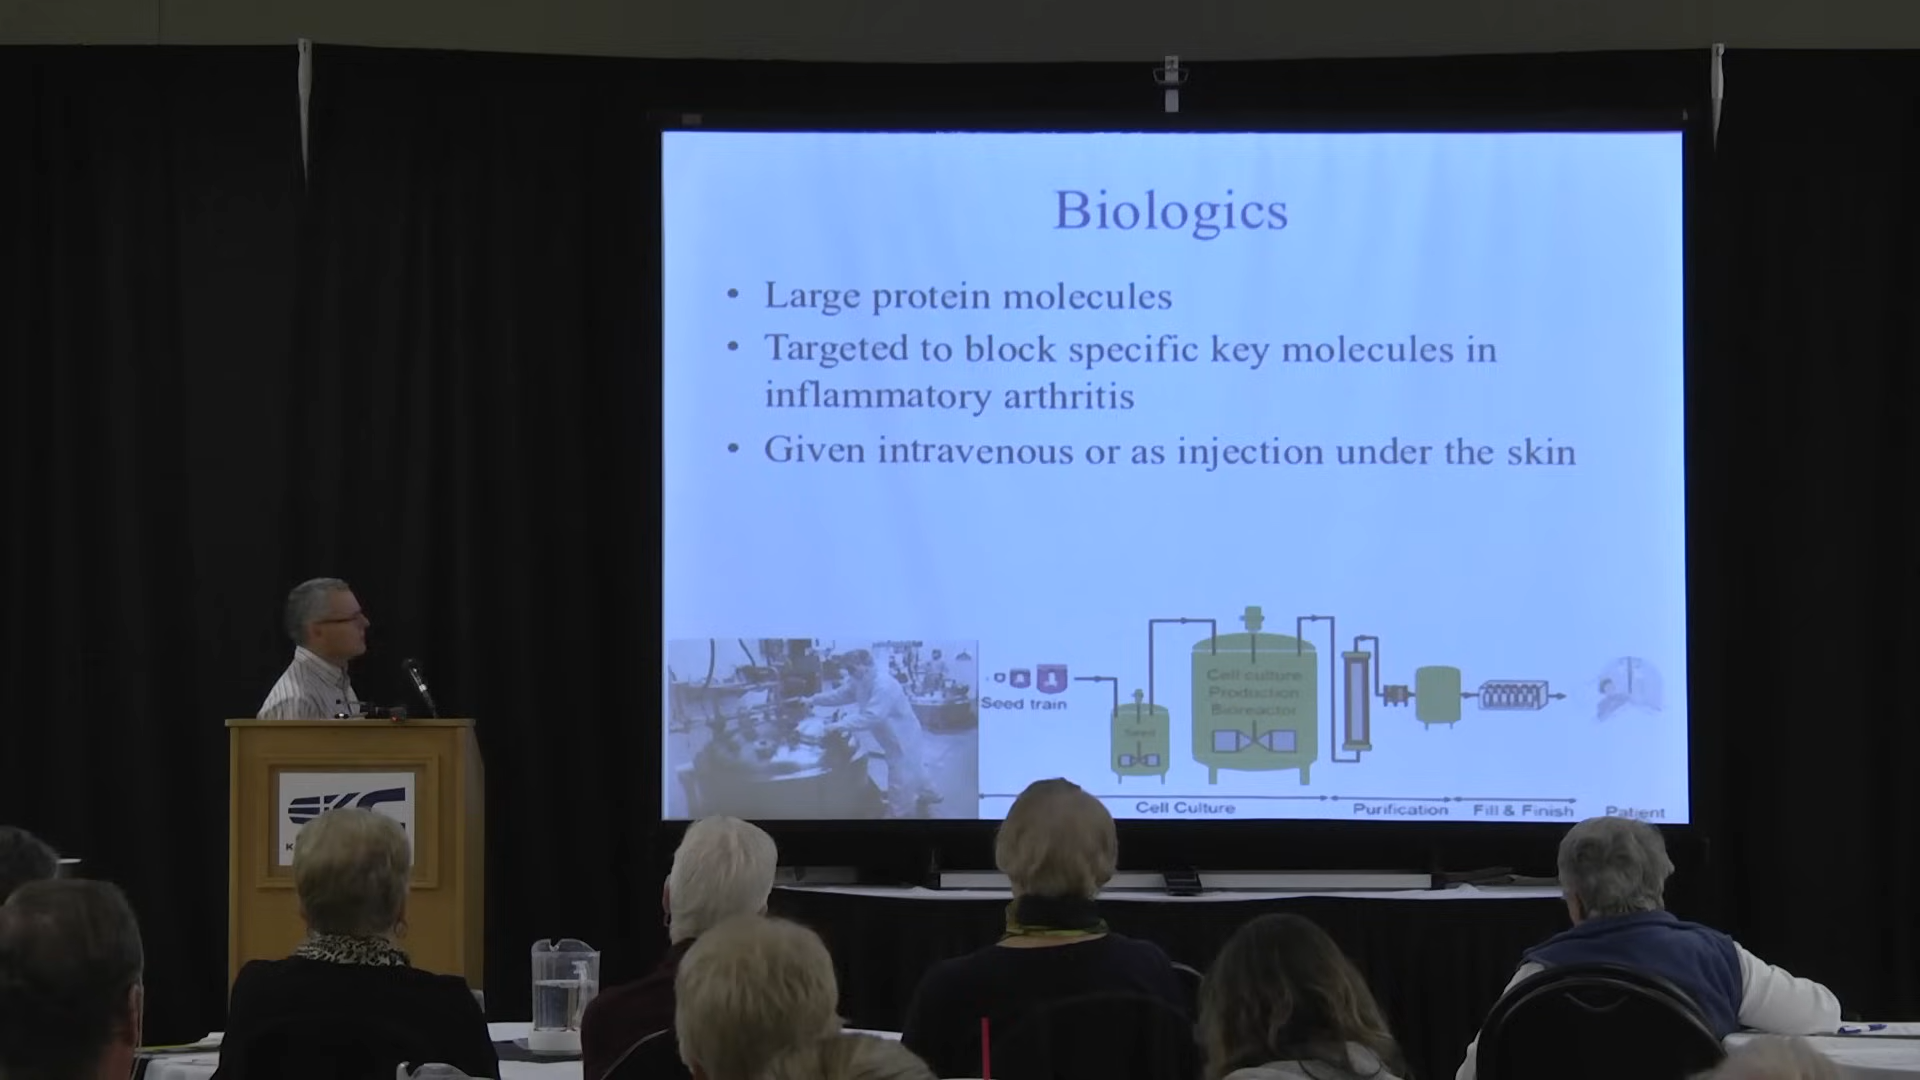 Biologics
• Large protein molecules
• Targeted to block specific key molecules in
inflammatory arthritis
• Given intravenous or as injection under the skin
Seed train
Cell culture
Production
Bioreactor
Seed
Cell Culture
Purification
Fill & Finish
Patient
K